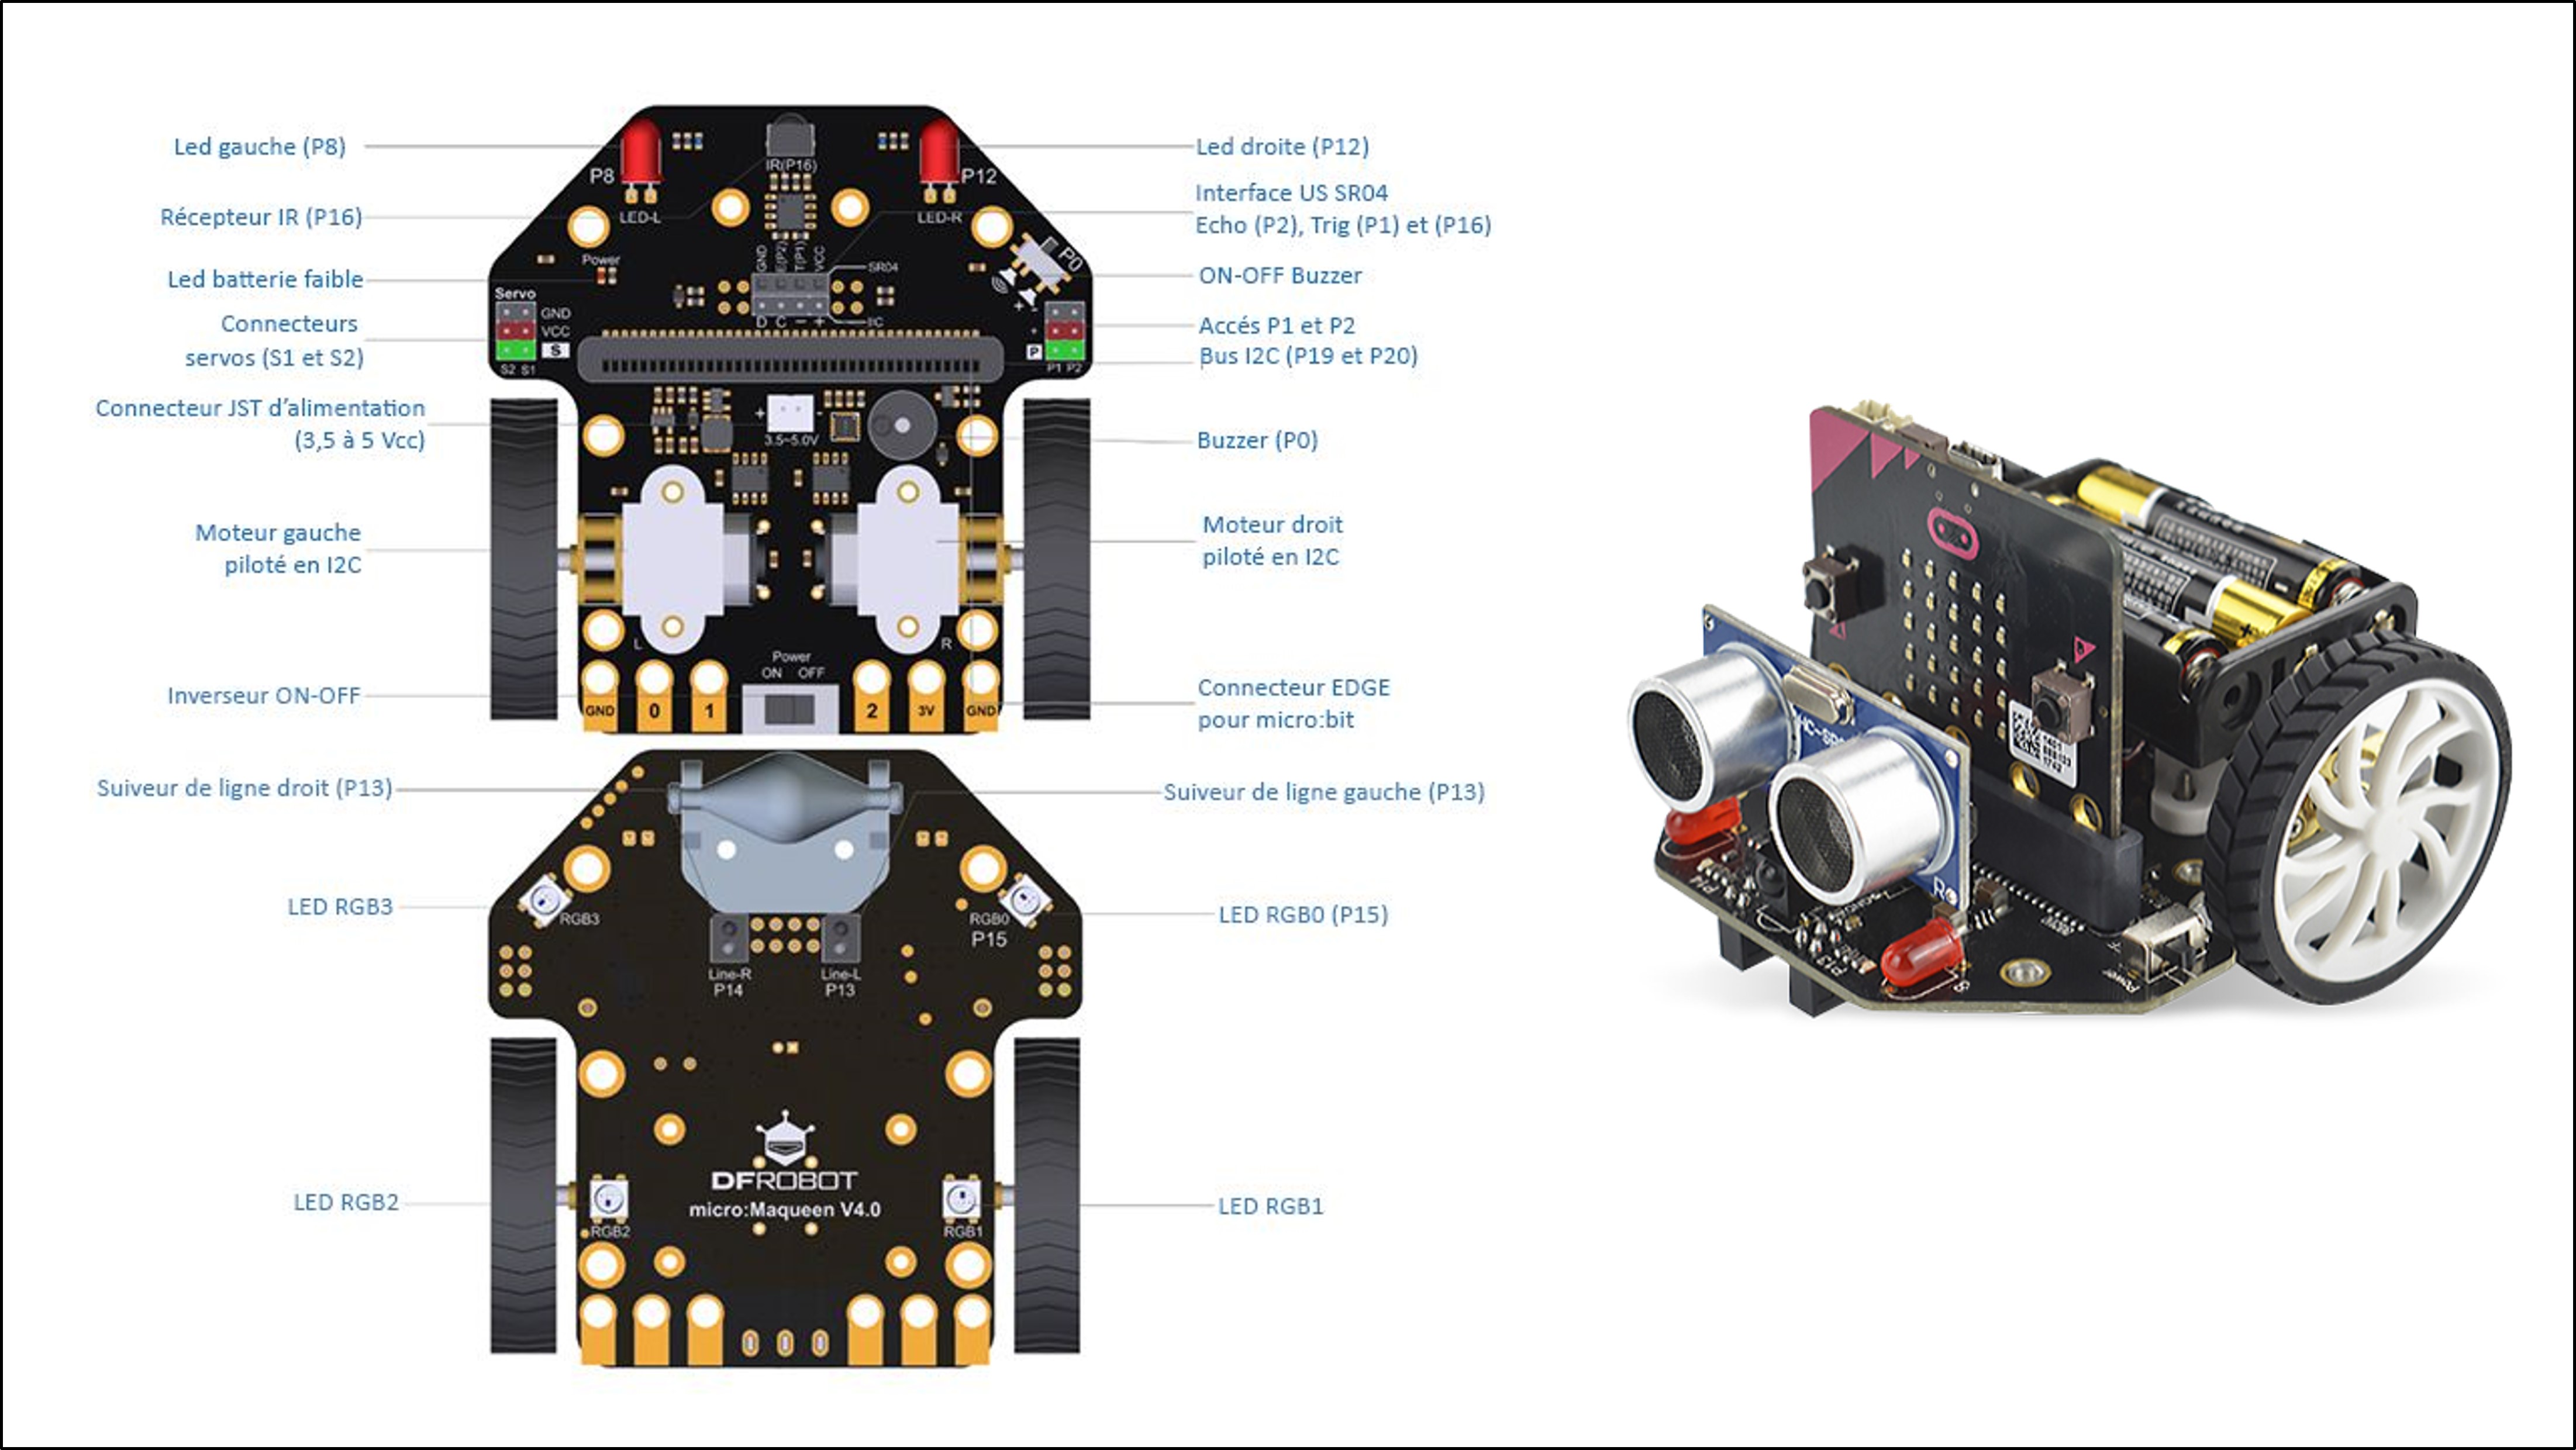 Led gauche (P8)
Récepteur IR (P16)
Led batterie faible
Connecteurs
servos (S1 et S2)
Connecteur JST d’alimentation
(3,5 à 5 Vcc)
Moteur gauche
piloté en I2C
Inverseur ON-OFF
P8
LED-L
IR(P16)
P12
LED-R
Power
P0
GND
E(P2)
T(P1)
VCC
SR04
D C − +
IIC
Servo
GND
VCC
S
S2 S1
+
P
P1 P2
+ -
3.5~5.0V
L
R
Power
ON OFF
GND
0
1
2
3V
GND
Led droite (P12)
Interface US SR04
Echo (P2), Trig (P1) et (P16)
ON-OFF Buzzer
Accés P1 et P2
Bus I2C (P19 et P20)
Buzzer (P0)
Moteur droit
piloté en I2C
Connecteur EDGE
pour micro:bit
Suiveur de ligne droit (P13)
LED RGB3
LED RGB2
RGB3
RGB0
P15
Line-R
P14
Line-L
P13
DFROBOT
micro:Maqueen V4.0
RGB2
RGB1
Suiveur de ligne gauche (P13)
LED RGB0 (P15)
LED RGB1